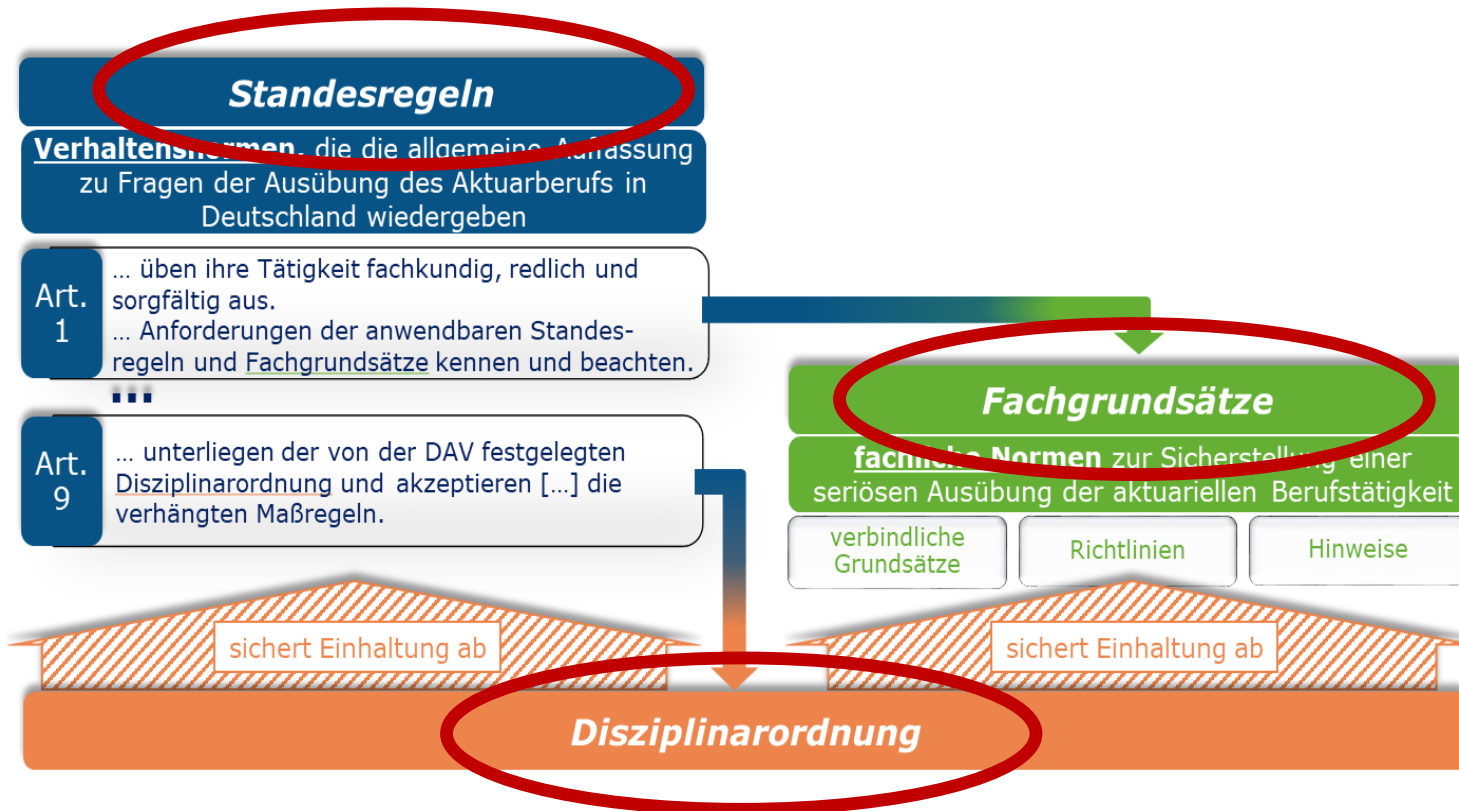 Standesregeln
Verhaltensnormen, die die allgemeine Auffassung
zu Fragen der Ausübung des Aktuarberufs in
Deutschland wiedergeben
Art.
1
... üben ihre Tätigkeit fachkundig, redlich und
sorgfältig aus.
... Anforderungen der anwendbaren Standes-
regeln und Fachgrundsätze kennen und beachten.
...
Art.
9
... unterliegen der von der DAV festgelegten
Disziplinarordnung und akzeptieren [...] die
verhängten Maßregeln.
Fachgrundsätze
fachliche Normen zur Sicherstellung einer
seriösen Ausübung der aktuariellen Berufstätigkeit
verbindliche
Grundsätze
Richtlinien
Hinweise
sichert Einhaltung ab
sichert Einhaltung ab
Disziplinarordnung